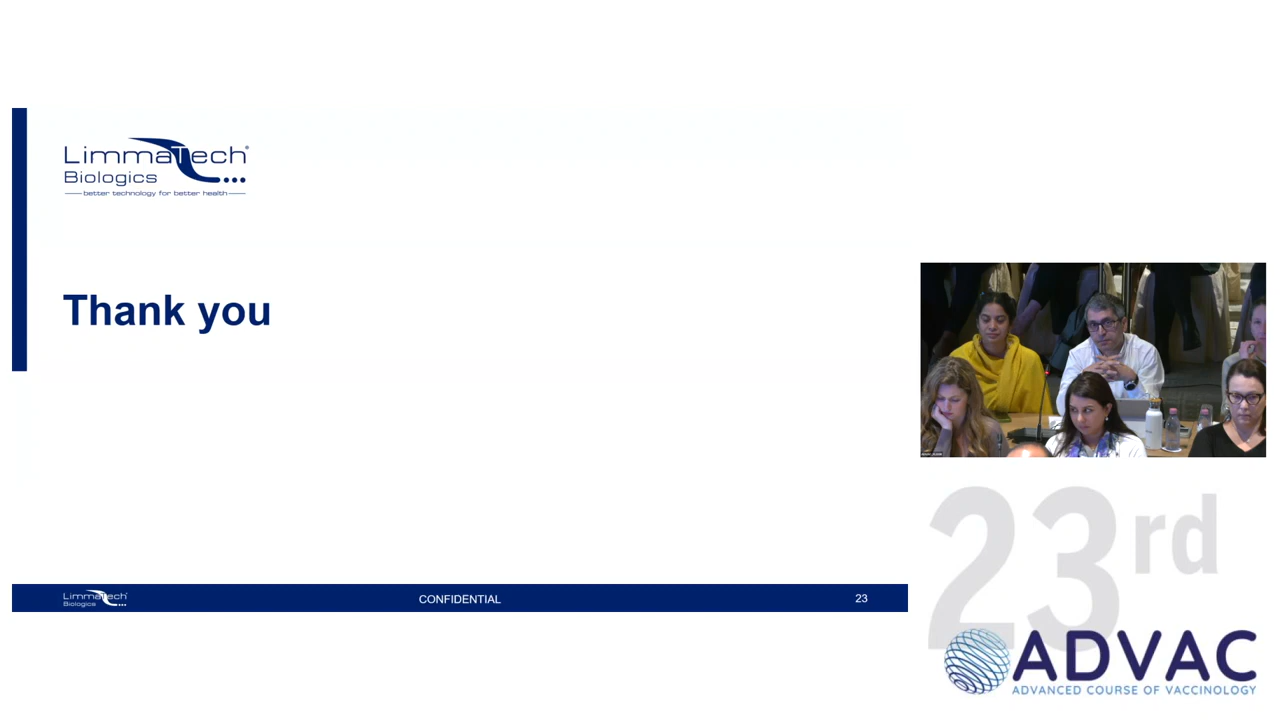 LimmaTech®
Biologics
better technology for better health
Thank you
LimmaTech
Biologics
CONFIDENTIAL
23
23rd
ADVAC
ADVANCED COURSE OF VACCINOLOGY